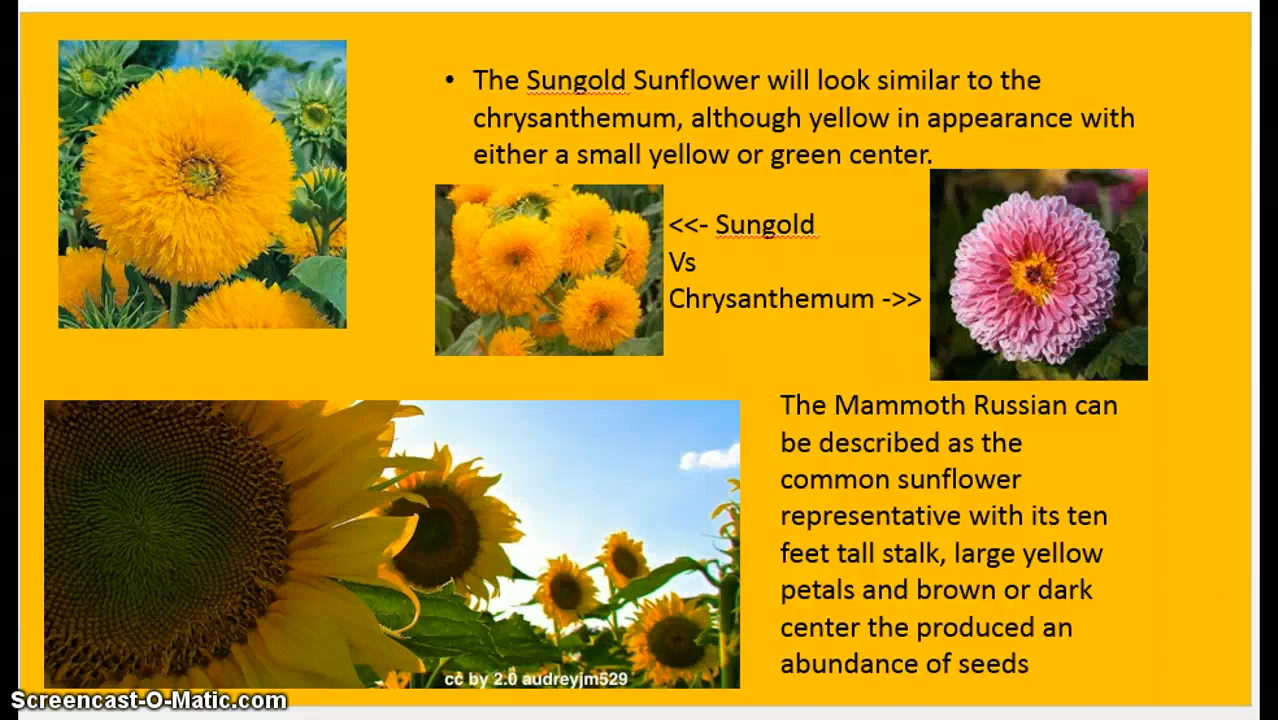 • The Sungold Sunflower will look similar to the
chrysanthemum, although yellow in appearance with
either a small yellow or green center.
<<- Sungold
Vs
Chrysanthemum ->>
The Mammoth Russian can
be described as the
common sunflower
representative with its ten
feet tall stalk, large yellow
petals and brown or dark
center the produced an
abundance of seeds
cc by 2.0 audreyjm529
Screencast-O-Matic.com